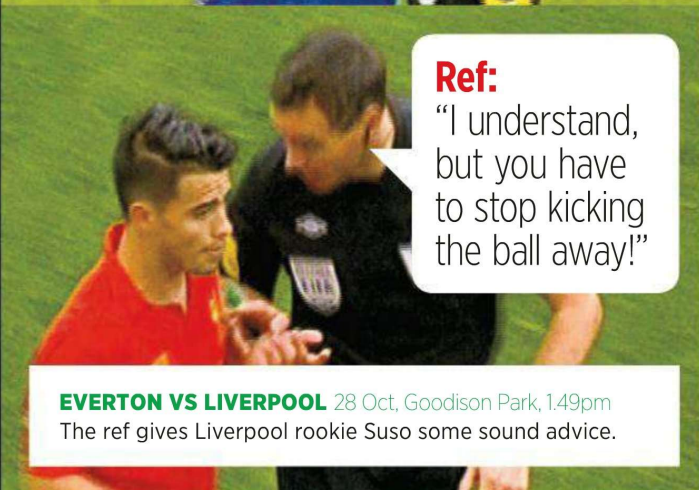 Ref:
“I understand,
but you have
to stop kicking
the ball away!”
EVERTON VS LIVERPOOL 28 Oct, Goodison Park, 1.49pm
The ref gives Liverpool rookie Suso some sound advice.